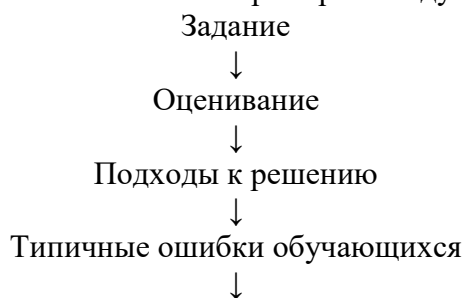 Задание
↓
Оценивание
↓
Подходы к решению
↓
Типичные ошибки обучающихся
↓